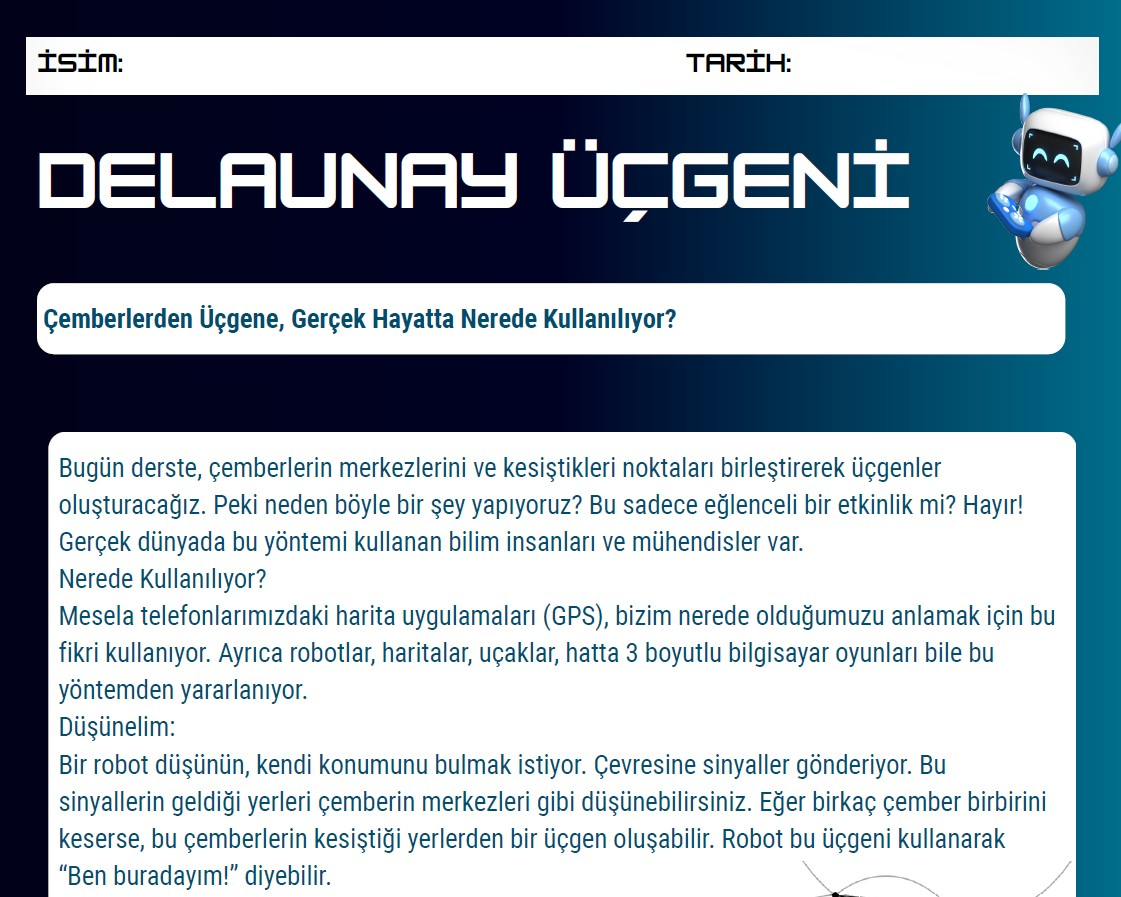 İSİM:
TARİH:
DELAUNAY ÜÇGENİ
Çemberlerden Üçgene, Gerçek Hayatta Nerede Kullanılıyor?
Bugün derste, çemberlerin merkezlerini ve kesiştikleri noktaları birleştirerek üçgenler
oluşturacağız. Peki neden böyle bir şey yapıyoruz? Bu sadece eğlenceli bir etkinlik mi? Hayır!
Gerçek dünyada bu yöntemi kullanan bilim insanları ve mühendisler var.
Nerede Kullanılıyor?
Mesela telefonlarımızdaki harita uygulamaları (GPS), bizim nerede olduğumuzu anlamak için bu
fikri kullanıyor. Ayrıca robotlar, haritalar, uçaklar, hatta 3 boyutlu bilgisayar oyunları bile bu
yöntemden yararlanıyor.
Düşünelim:
Bir robot düşünün, kendi konumunu bulmak istiyor. Çevresine sinyaller gönderiyor. Bu
sinyallerin geldiği yerleri çemberin merkezleri gibi düşünebilirsiniz. Eğer birkaç çember birbirini
keserse, bu çemberlerin kesiştiği yerlerden bir üçgen oluşabilir. Robot bu üçgeni kullanarak
“Ben buradayım!” diyebilir.